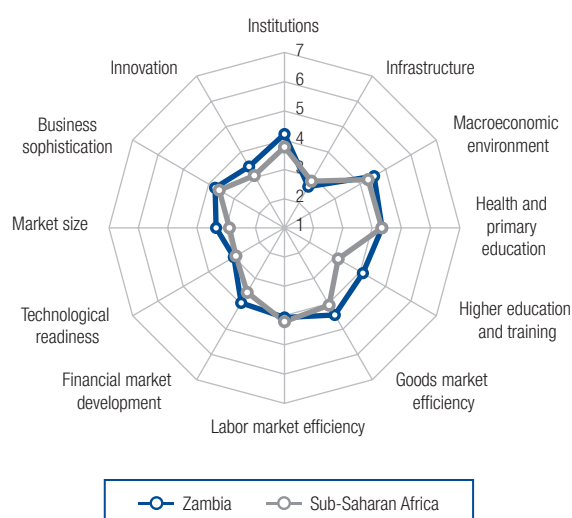 Institutions
7
6
5
4
3
2
1
Infrastructure
Macroeconomic
environment
Health and
primary
education
Higher education
and training
Goods market
efficiency
Labor market efficiency
Financial market
development
Technological
readiness
Market size
Business
sophistication
Innovation
Zambia
Sub-Saharan Africa